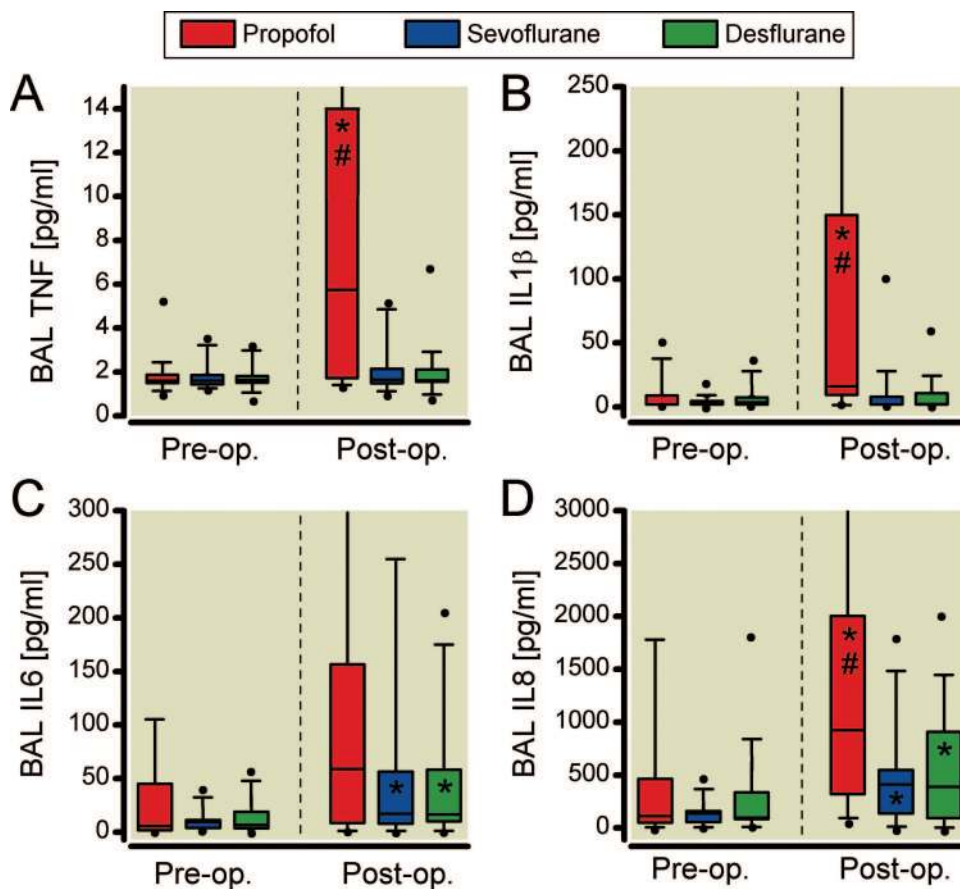 Propofol Sevoflurane Desflurane
A
BAL TNF [pg/ml]
14
12
10
8
6
4
2
0
*
#
Pre-op. Post-op.
B
BAL IL1β [pg/ml]
250
200
150
100
50
0
*
#
Pre-op. Post-op.
C
BAL IL6 [pg/ml]
300
250
200
150
100
50
0
* *
Pre-op. Post-op.
D
BAL IL8 [pg/ml]
3000
2500
2000
1500
1000
500
0
*
#
*
*
Pre-op. Post-op.